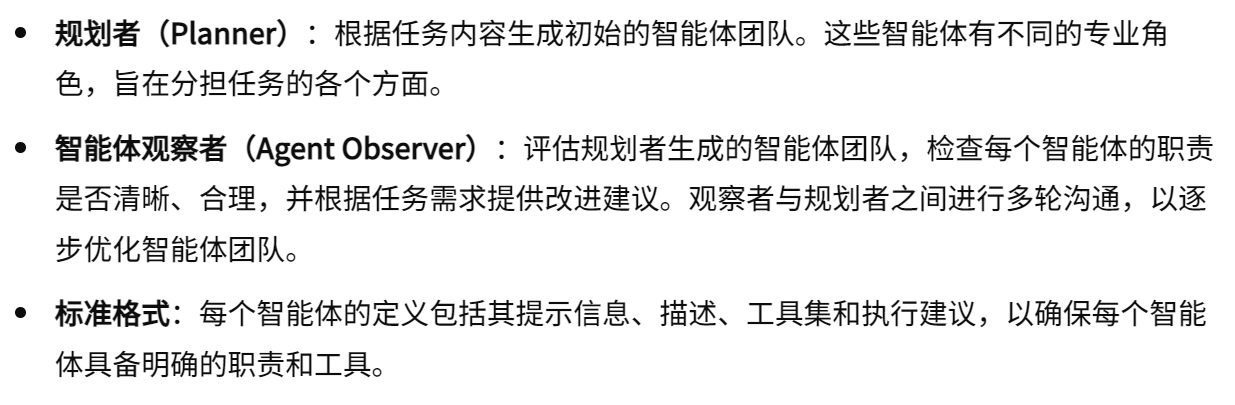 • 规划者（Planner）：根据任务内容生成初始的智能体团队。这些智能体有不同的专业角
色，旨在分担任务的各个方面。
• 智能体观察者（Agent Observer）：评估规划者生成的智能体团队，检查每个智能体的职责
是否清晰、合理，并根据任务需求提供改进建议。观察者与规划者之间进行多轮沟通，以逐
步优化智能体团队。
• 标准格式：每个智能体的定义包括其提示信息、描述、工具集和执行建议，以确保每个智能
体具备明确的职责和工具。